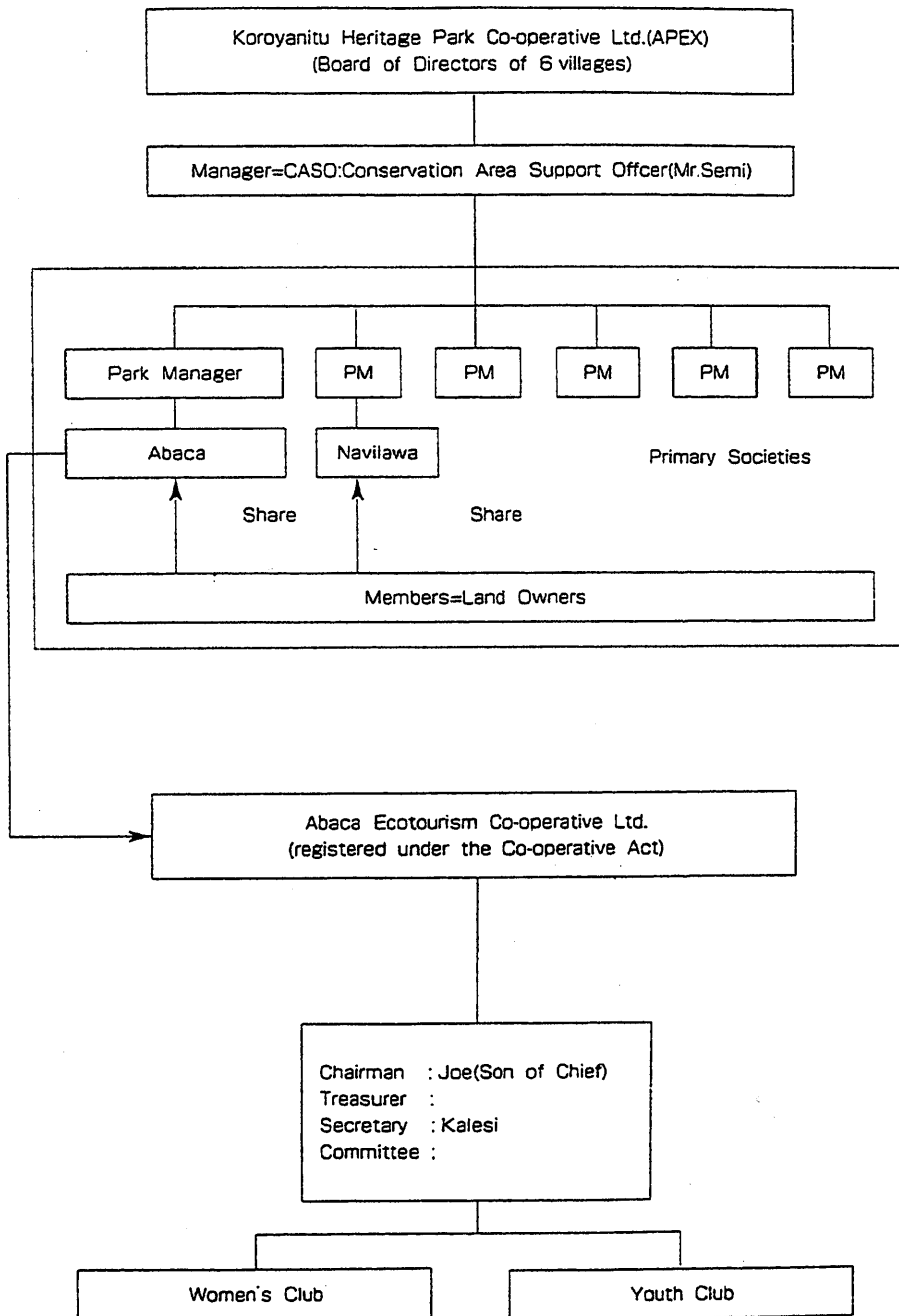 Koroyanitu Heritage Park Co-operative Ltd.(APEX)
(Board of Directors of 6 villages)
Manager=CASO:Conservation Area Support Offcer(Mr.Semi)
Park Manager
PM
PM
PM
PM
PM
Abaca
Navilawa
Primary Societies
Share
Share
Members=Land Owners
Abaca Ecotourism Co-operative Ltd.
(registered under the Co-operative Act)
Chairman : Joe(Son of Chief)
Treasurer :
Secretary : Kalesi
Committee :
Women's Club
Youth Club